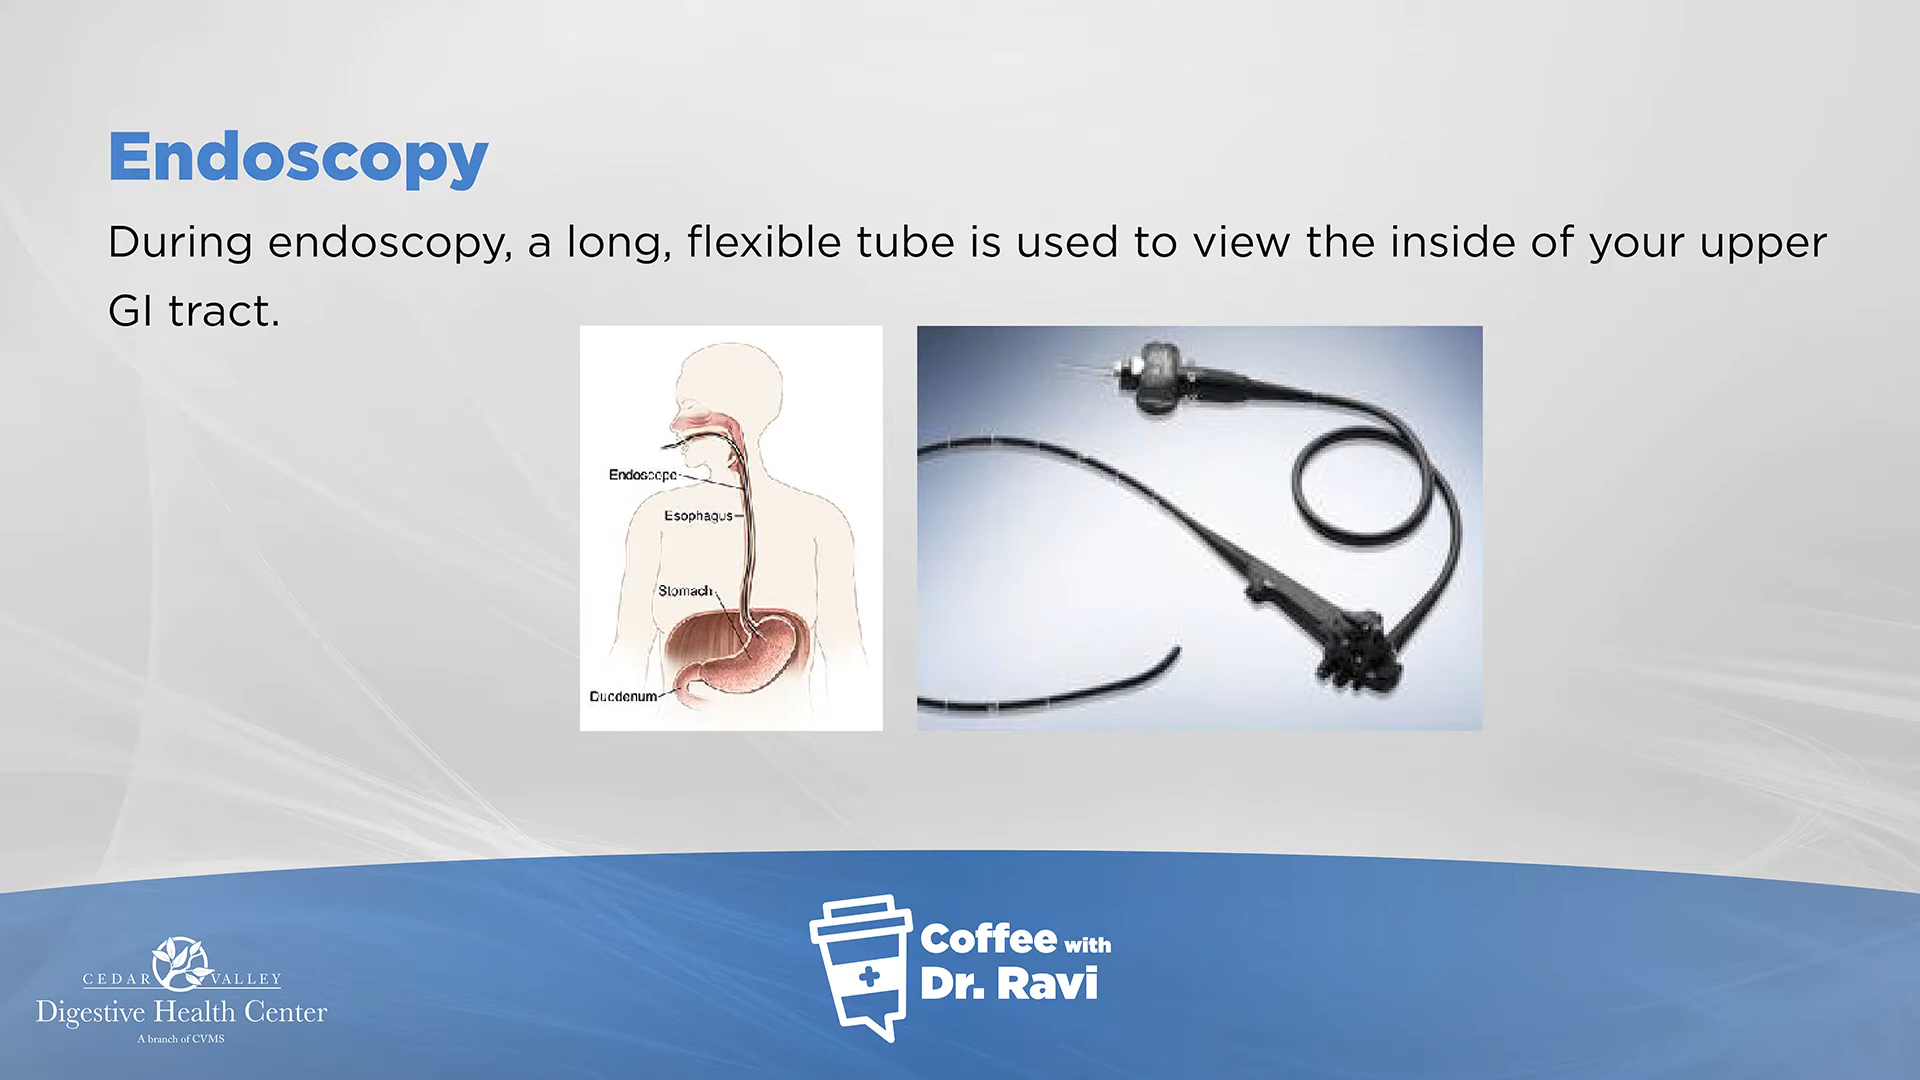 Endoscopy
During endoscopy, a long, flexible tube is used to view the inside of your upper
GI tract.
Endoscope
Esophagus
Stomach
Duodenum
CEDAR VALLEY
Digestive Health Center
A branch of CVMS
Coffee with
Dr. Ravi